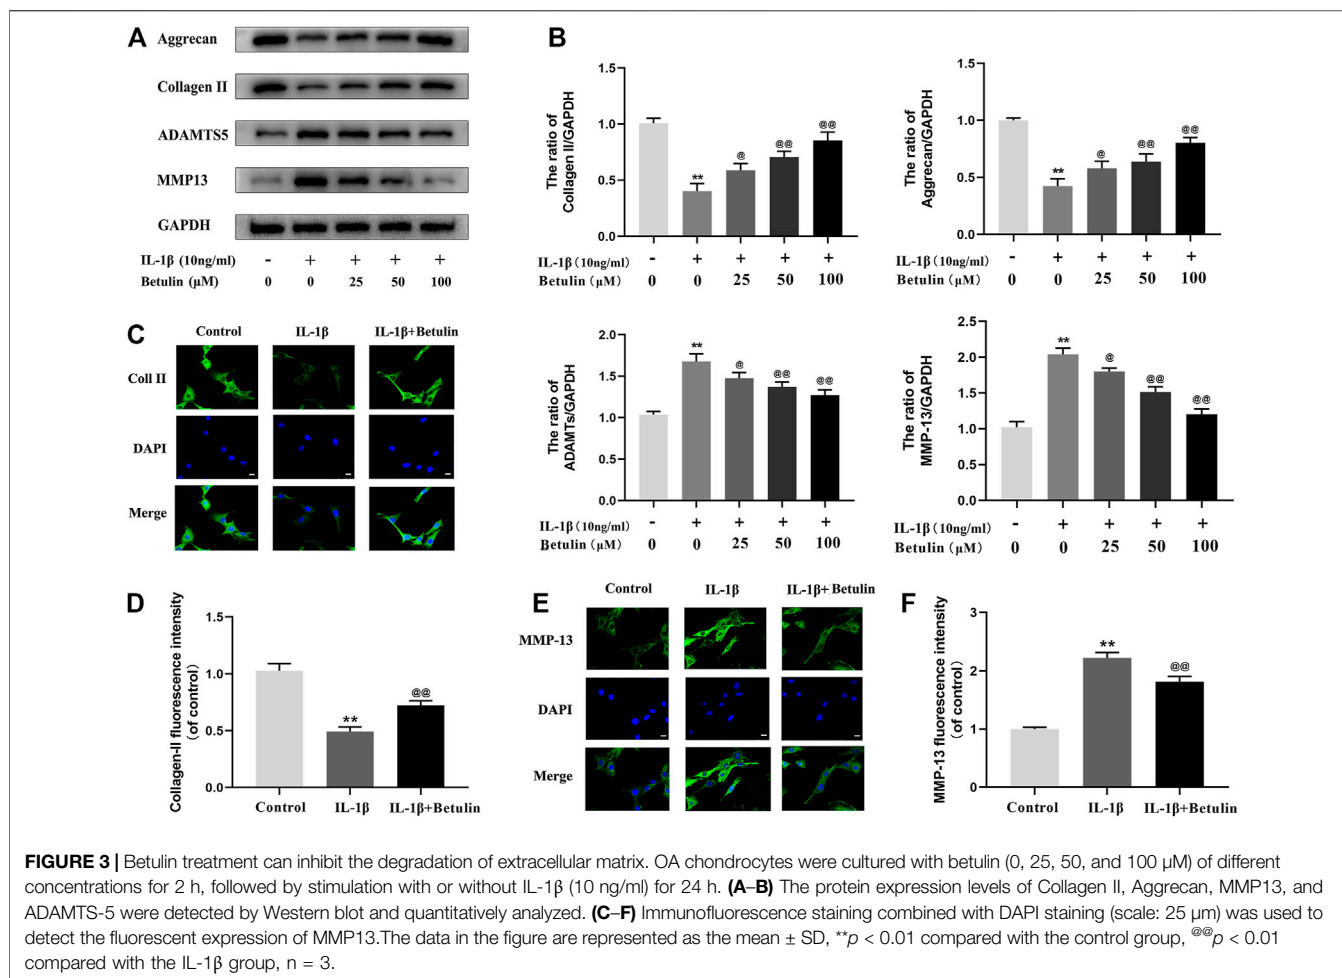 A
Aggrecan
Collagen II
ADAMTS5
MMP13
GAPDH
IL-1β (10ng/ml) - + + + +
Betulin (μM) 0 0 25 50 100
B
The ratio of
Collagen II/GAPDH
1.5
1.0
0.5
0.0
**
@
@@
@@
IL-1β(10ng/ml) - + + + +
Betulin (μM) 0 0 25 50 100
The ratio of
Aggrecan/GAPDH
1.5
1.0
0.5
0.0
**
@
@@
@@
IL-1β(10ng/ml) - + + + +
Betulin (μM) 0 0 25 50 100
The ratio of
ADAMTs/GAPDH
2.0
1.5
1.0
0.5
0.0
**
@
@@
@@
IL-1β(10ng/ml) - + + + +
Betulin (μM) 0 0 25 50 100
The ratio of
MMP-13/GAPDH
2.5
2.0
1.5
1.0
0.5
0.0
**
@
@@
@@
IL-1β(10ng/ml) - + + + +
Betulin (μM) 0 0 25 50 100
C
Control IL-1β IL-1β+Betulin
Coll II
DAPI
Merge
D
Collagen-II fluorescence intensity
(of control)
1.5
1.0
0.5
0.0
**
@@
Control IL-1β IL-1β+Betulin
E
Control IL-1β IL-1β+ Betulin
MMP-13
DAPI
Merge
F
MMP-13 fluorescence intensity
(of control)
3
2
1
0
**
@@
Control IL-1β IL-1β+Betulin
FIGURE 3 | Betulin treatment can inhibit the degradation of extracellular matrix. OA chondrocytes were cultured with betulin (0, 25, 50, and 100 μM) of different
concentrations for 2 h, followed by stimulation with or without IL-1β (10 ng/ml) for 24 h. (A–B) The protein expression levels of Collagen II, Aggrecan, MMP13, and
ADAMTS-5 were detected by Western blot and quantitatively analyzed. (C–F) Immunofluorescence staining combined with DAPI staining (scale: 25 μm) was used to
detect the fluorescent expression of MMP13.The data in the figure are represented as the mean ± SD, **p < 0.01 compared with the control group, @@p < 0.01
compared with the IL-1β group, n = 3.